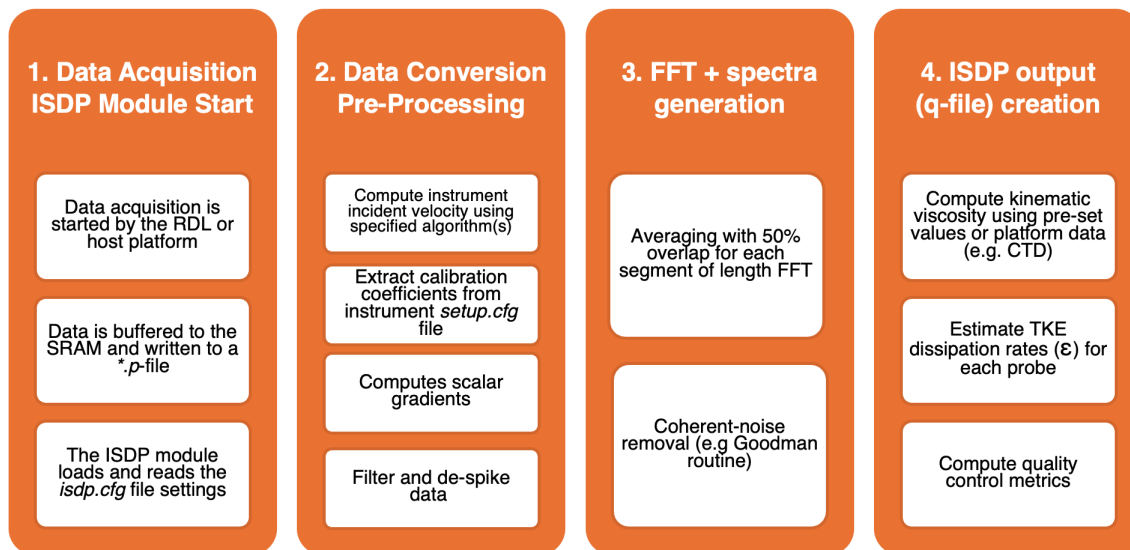 1. Data Acquisition
ISDP Module Start
Data acquisition is
started by the RDL or
host platform
Data is buffered to the
SRAM and written to a
*.p-file
The ISDP module
loads and reads the
isdp.cfg file settings
2. Data Conversion
Pre-Processing
Compute instrument
incident velocity using
specified algorithm(s)
Extract calibration
coefficients from
instrument setup.cfg
file
Computes scalar
gradients
Filter and de-spike
data
3. FFT + spectra
generation
Averaging with 50%
overlap for each
segment of length FFT
Coherent-noise
removal (e.g Goodman
routine)
4. ISDP output
(q-file) creation
Compute kinematic
viscosity using pre-set
values or platform data
(e.g. CTD)
Estimate TKE
dissipation rates (ε) for
each probe
Compute quality
control metrics